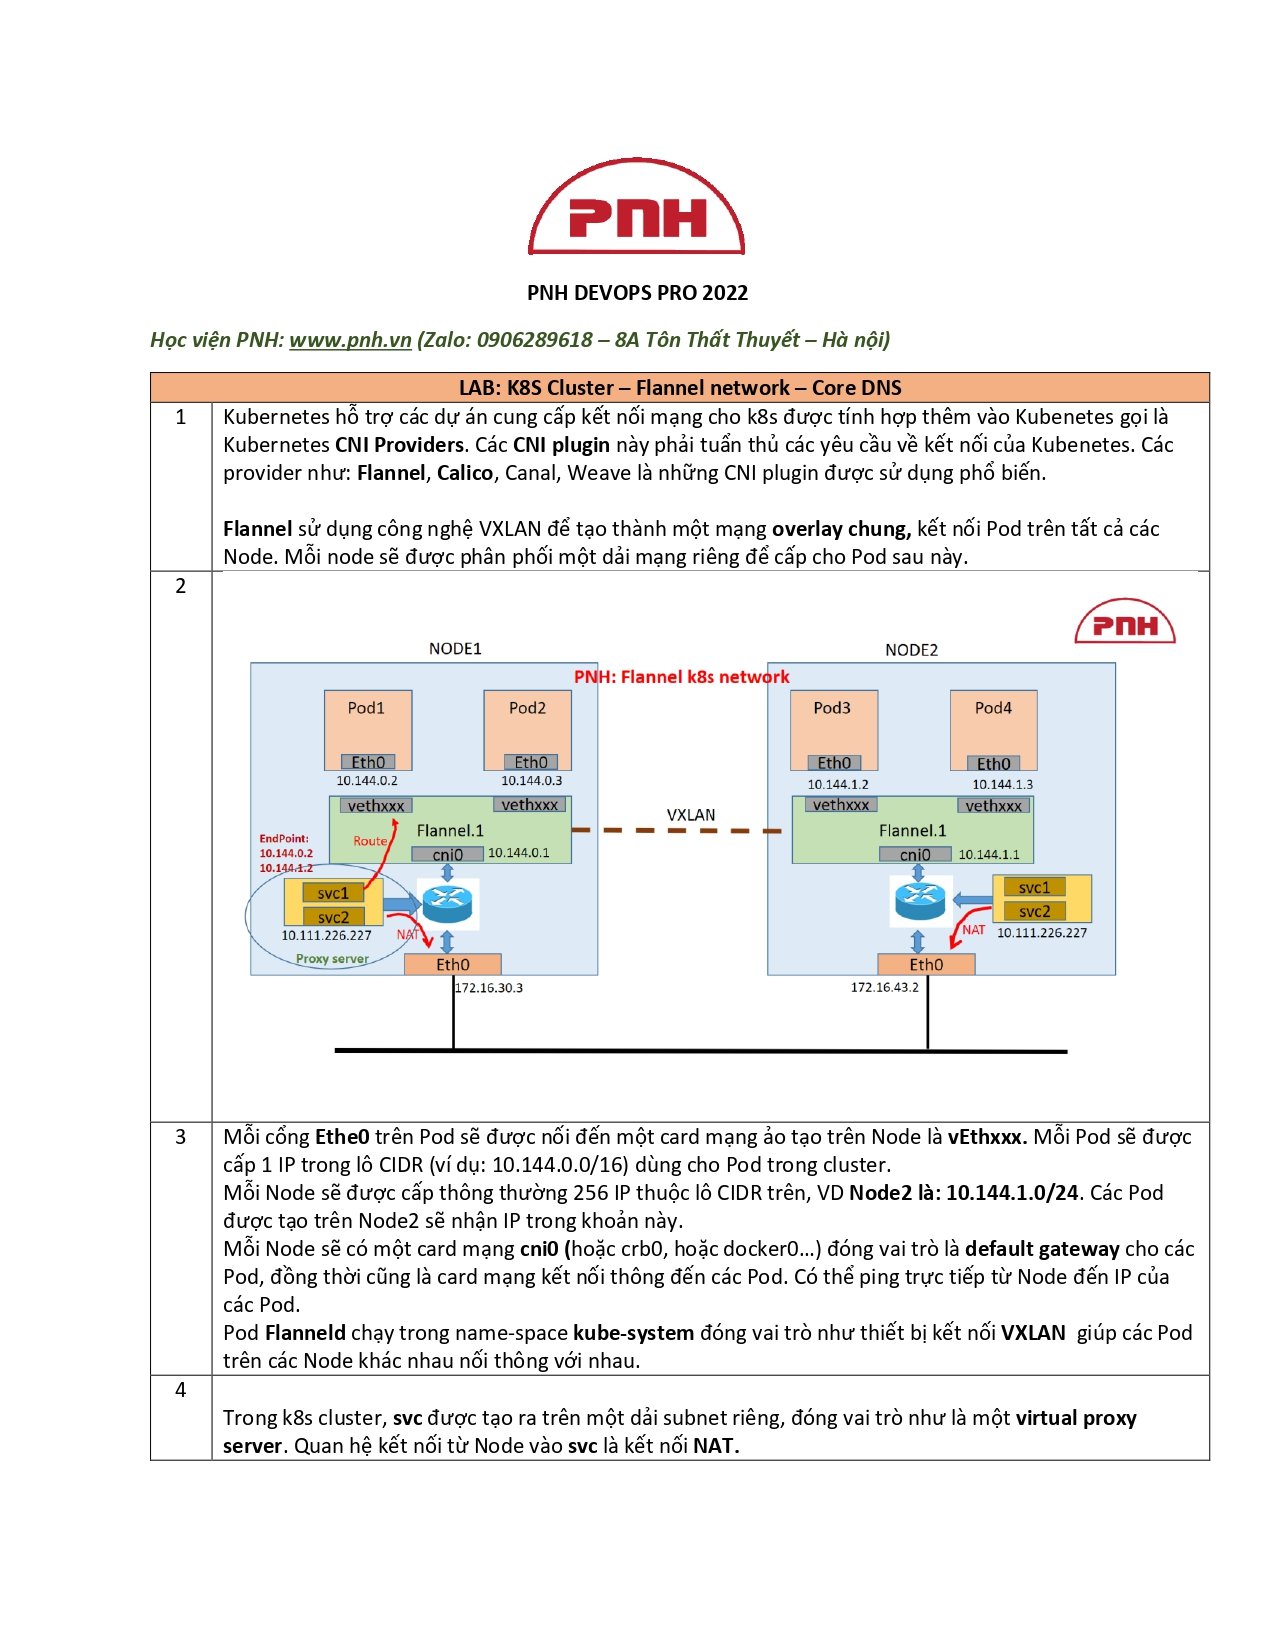 PNH
PNH DEVOPS PRO 2022
Học viện PNH: www.pnh.vn (Zalo: 0906289618 – 8A Tôn Thất Thuyết – Hà nội)
LAB: K8S Cluster – Flannel network – Core DNS
1
Kubernetes hỗ trợ các dự án cung cấp kết nối mạng cho k8s được tính hợp thêm vào Kubenetes gọi là
Kubernetes CNI Providers. Các CNI plugin này phải tuẩn thủ các yêu cầu về kết nối của Kubenetes. Các
provider như: Flannel, Calico, Canal, Weave là những CNI plugin được sử dụng phổ biến.
Flannel sử dụng công nghệ VXLAN để tạo thành một mạng overlay chung, kết nối Pod trên tất cả các
Node. Mỗi node sẽ được phân phối một dải mạng riêng để cấp cho Pod sau này.
2
PNH
NODE1
NODE2
PNH: Flannel k8s network
Pod1
Pod2
Pod3
Pod4
Eth0
Eth0
Eth0
Eth0
10.144.0.2
10.144.0.3
10.144.1.2
10.144.1.3
vethxxx
vethxxx
vethxxx
vethxxx
VXLAN
Flannel.1
Flannel.1
EndPoint:
10.144.0.2
10.144.1.2
Route
cni0
10.144.0.1
cni0
10.144.1.1
svc1
svc2
10.111.226.227
Proxy server
NAT
svc1
svc2
10.111.226.227
NAT
Eth0
Eth0
172.16.30.3
172.16.43.2
3
Mỗi cổng Ethe0 trên Pod sẽ được nối đến một card mạng ảo tạo trên Node là vEthxxx. Mỗi Pod sẽ được
cấp 1 IP trong lô CIDR (ví dụ: 10.144.0.0/16) dùng cho Pod trong cluster.
Mỗi Node sẽ được cấp thông thường 256 IP thuộc lô CIDR trên, VD Node2 là: 10.144.1.0/24. Các Pod
được tạo trên Node2 sẽ nhận IP trong khoản này.
Mỗi Node sẽ có một card mạng cni0 (hoặc crb0, hoặc docker0...) đóng vai trò là default gateway cho các
Pod, đồng thời cũng là card mạng kết nối thông đến các Pod. Có thể ping trực tiếp từ Node đến IP của
các Pod.
Pod Flanneld chạy trong name-space kube-system đóng vai trò như thiết bị kết nối VXLAN giúp các Pod
trên các Node khác nhau nối thông với nhau.
4
Trong k8s cluster, svc được tạo ra trên một dải subnet riêng, đóng vai trò như là một virtual proxy
server. Quan hệ kết nối từ Node vào svc là kết nối NAT.